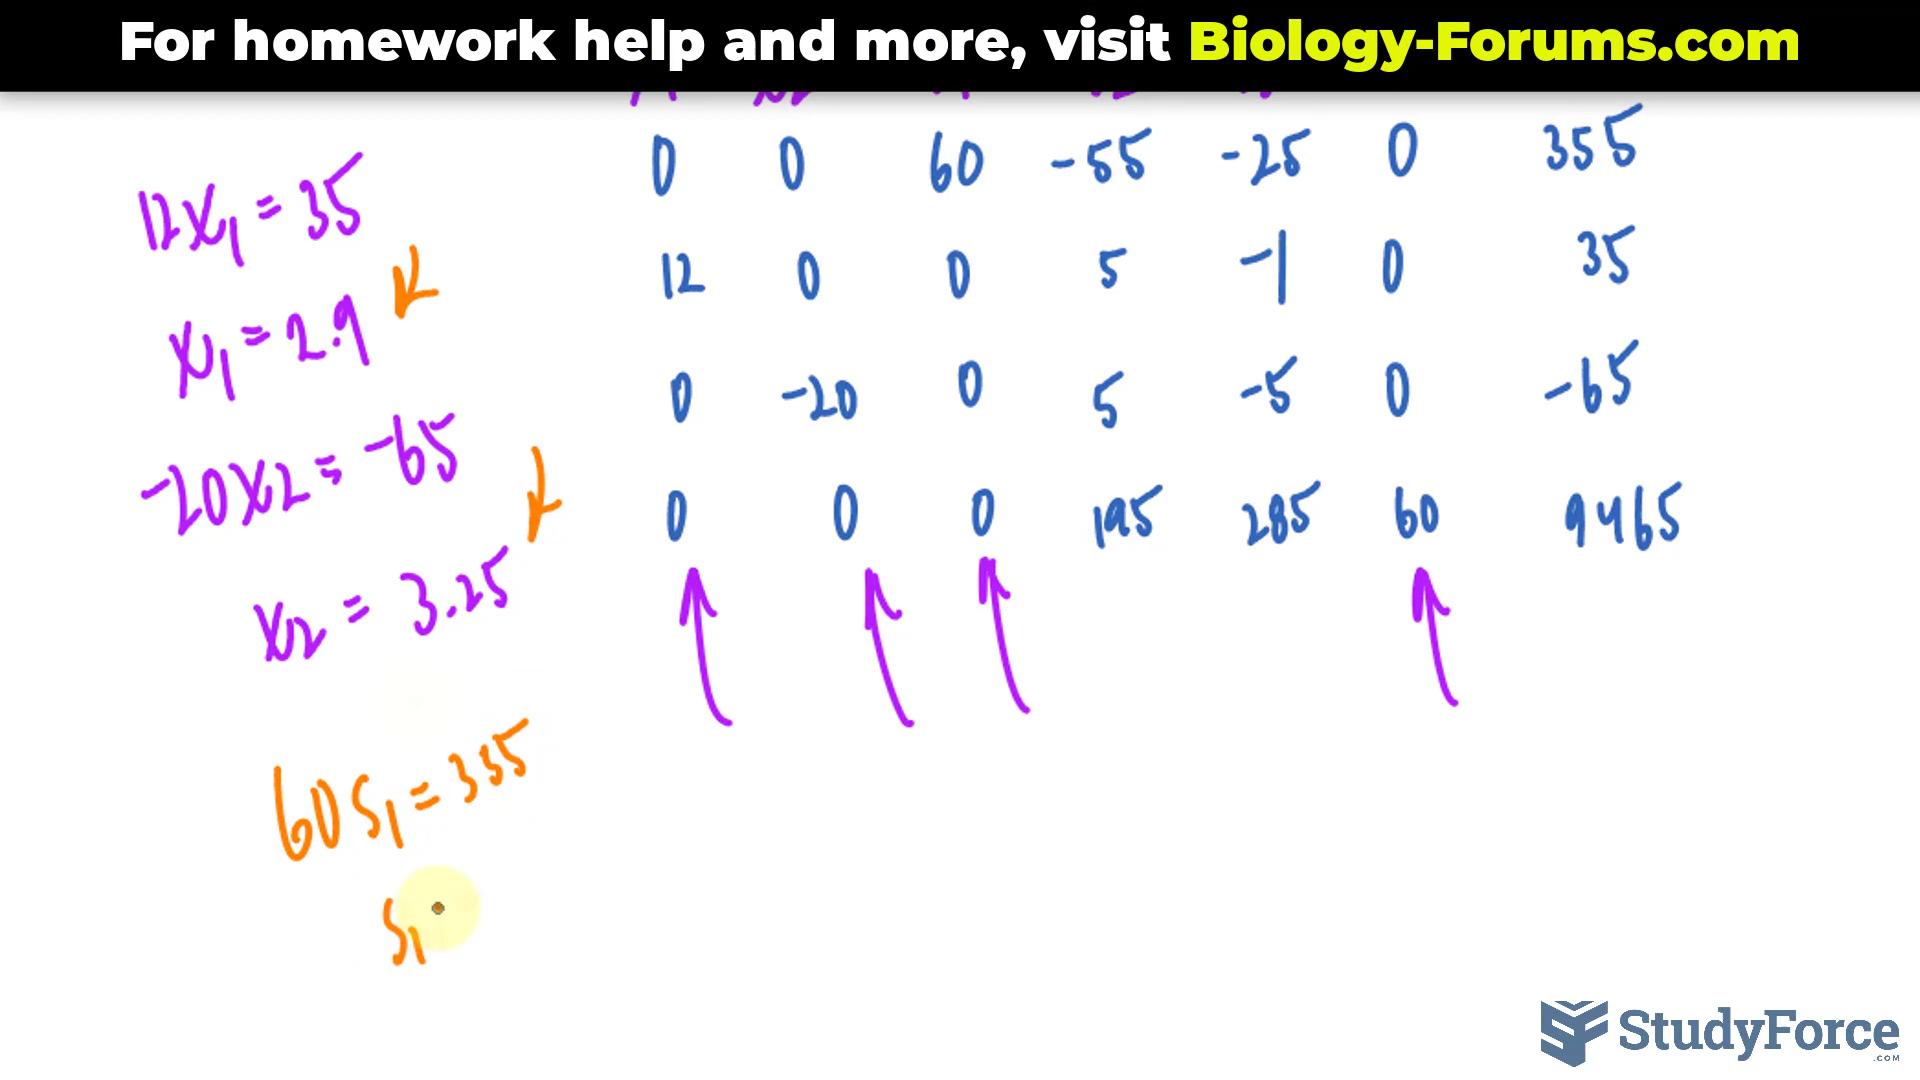 For homework help and more, visit Biology-Forums.com
12x1 = 35
x1 = 2.9
-20x2 = -65
x2 = 3.25
60s1 = 335
s1
0 0 60 -55 -25 0 355
12 0 0 5 -1 0 35
0 -20 0 5 -5 0 -65
0 0 0 195 285 60 9465
StudyForce
.COM